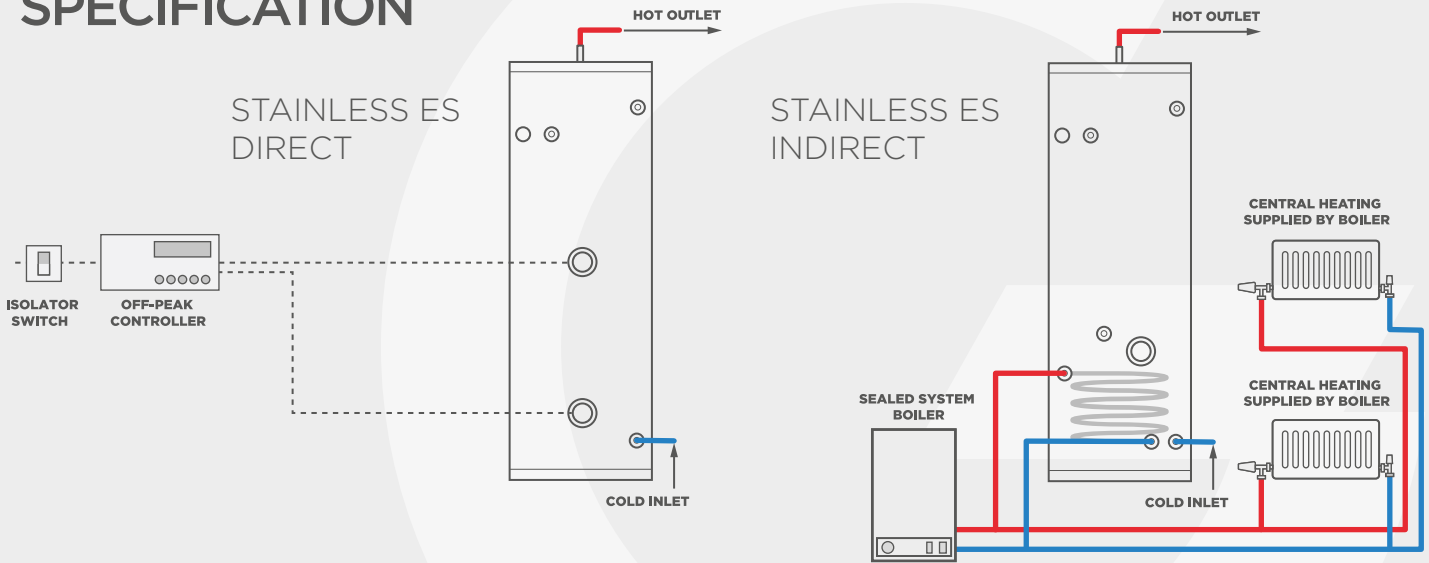 SPECIFICATION
STAINLESS ES
DIRECT
HOT OUTLET
ISOLATOR
SWITCH
OFF-PEAK
CONTROLLER
COLD INLET
STAINLESS ES
INDIRECT
HOT OUTLET
CENTRAL HEATING
SUPPLIED BY BOILER
SEALED SYSTEM
BOILER
CENTRAL HEATING
SUPPLIED BY BOILER
COLD INLET